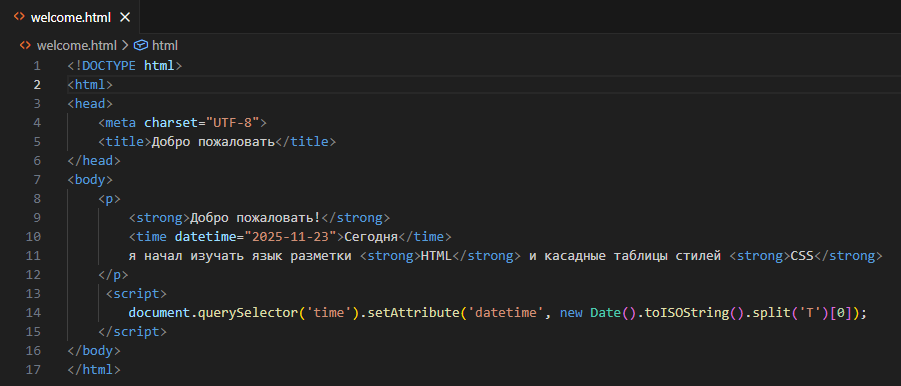 welcome.html
welcome.html > html
1 <!DOCTYPE html>
2 <html>
3 <head>
4     <meta charset="UTF-8">
5     <title>Добро пожаловать</title>
6 </head>
7 <body>
8     <p>
9         <strong>Добро пожаловать!</strong>
10         <time datetime="2025-11-23">Сегодня</time>
11         я начал изучать язык разметки <strong>HTML</strong> и касадные таблицы стилей <strong>CSS</strong>
12     </p>
13      <script>
14         document.querySelector('time').setAttribute('datetime', new Date().toISOString().split('T')[0]);
15     </script>
16 </body>
17 </html>